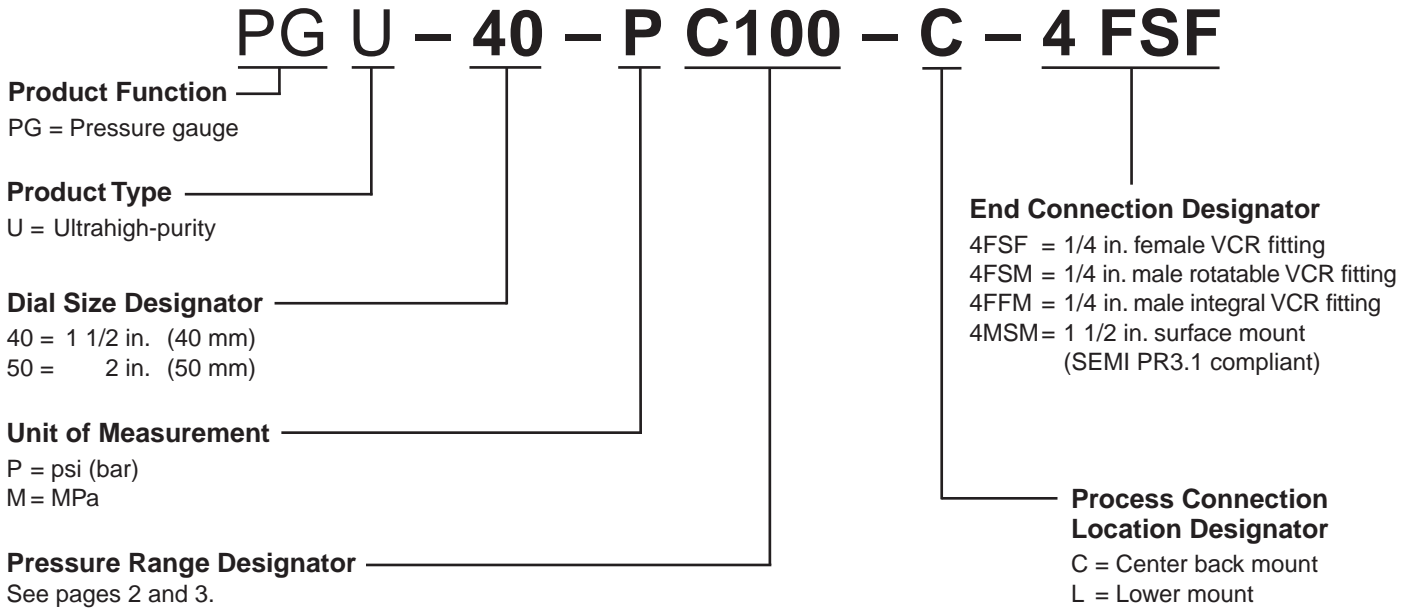 PG U – 40 – P C100 – C – 4 FSF
Product Function
PG = Pressure gauge
Product Type
U = Ultrahigh-purity
Dial Size Designator
40 = 1 1/2 in. (40 mm)
50 = 2 in. (50 mm)
Unit of Measurement
P = psi (bar)
M = MPa
Pressure Range Designator
See pages 2 and 3.
End Connection Designator
4FSF = 1/4 in. female VCR fitting
4FSM = 1/4 in. male rotatable VCR fitting
4FFM = 1/4 in. male integral VCR fitting
4MSM = 1 1/2 in. surface mount
(SEMI PR3.1 compliant)
Process Connection
Location Designator
C = Center back mount
L = Lower mount